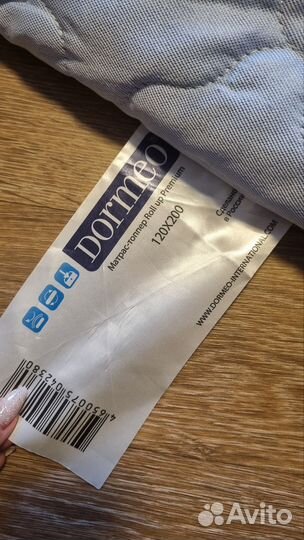 DORMEO
Матрас-топпер Roll up Premium
120X200
Сделано
в России
WWW.DORMEO-INTERNATIONAL.COM
4650075042380
Avito